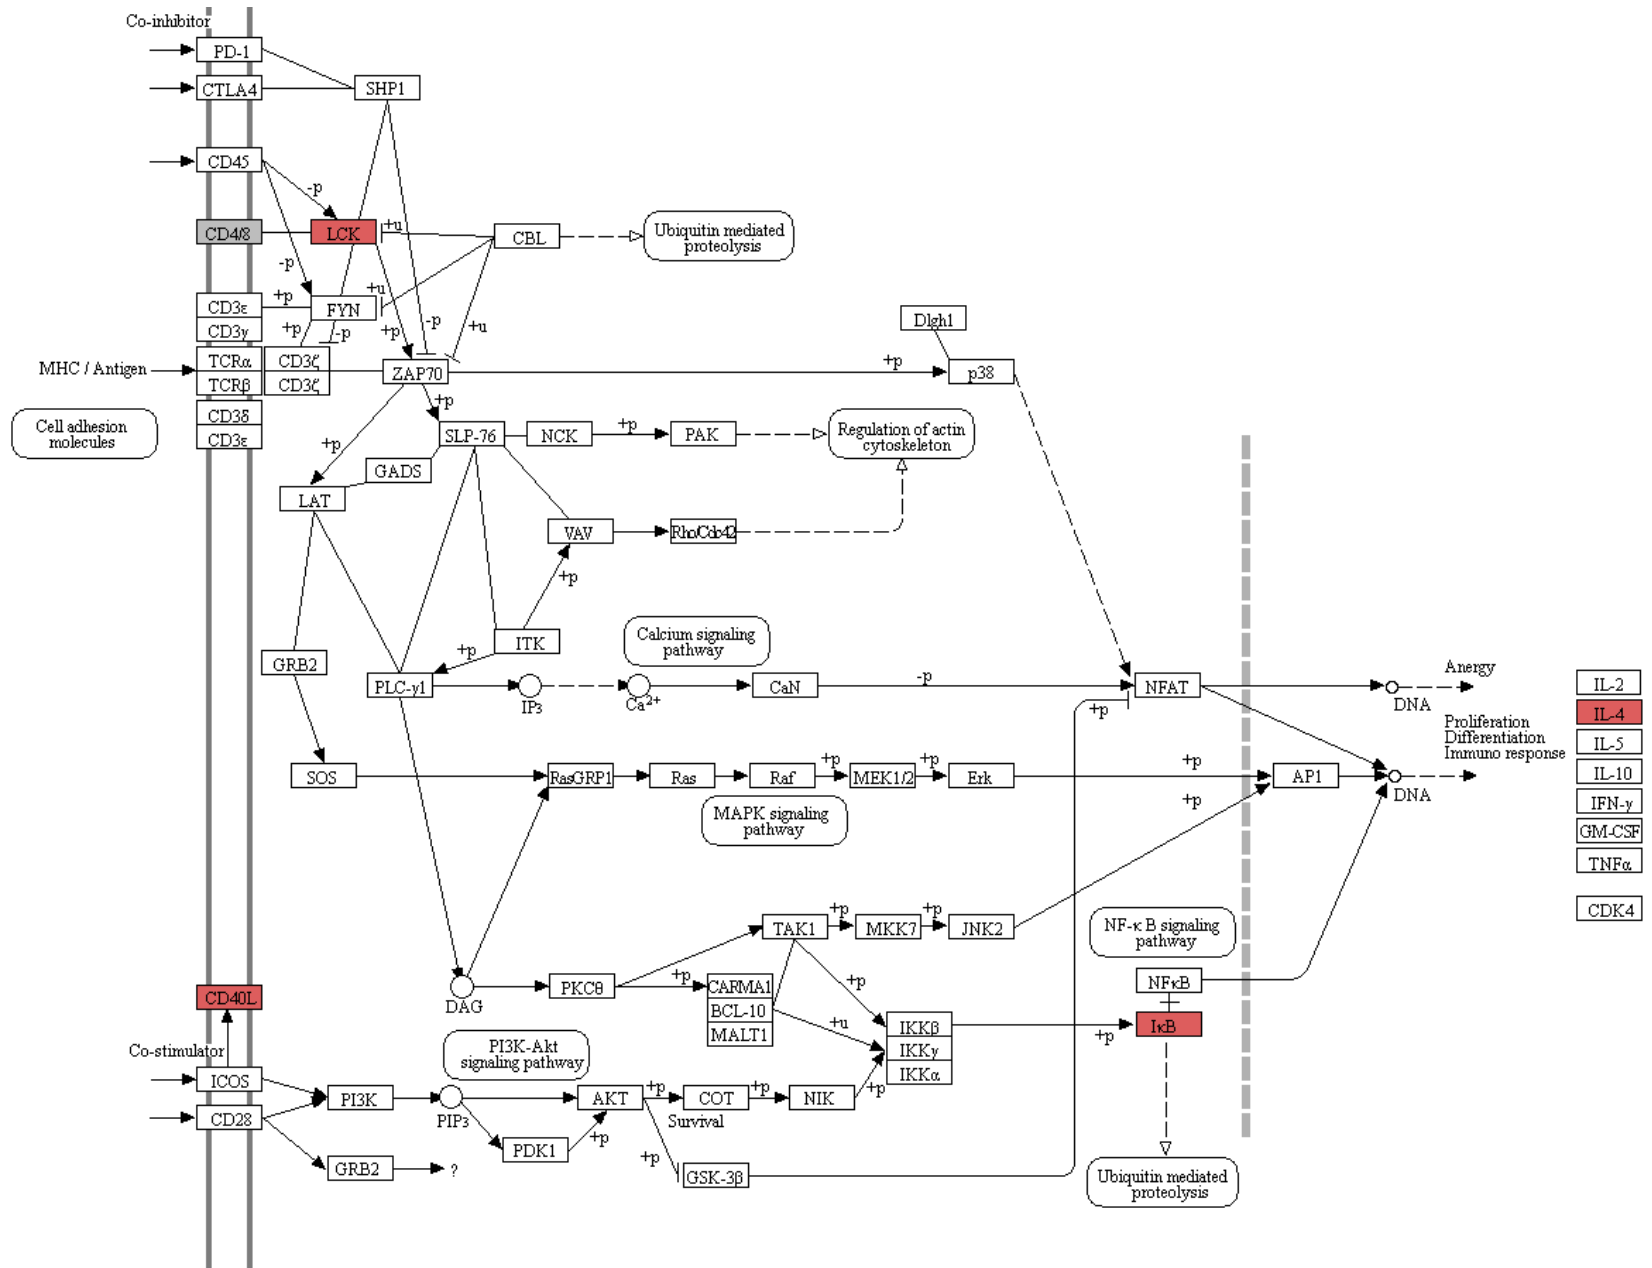 Co-inhibitor
PD-1
CTLA4
SHP1
CD45
-p
CD4/8
LCK
+u
CBL
Ubiquitin mediated
proteolysis
-p
+u
CD3ε
+p
FYN
CD3γ
+p
-p
+p
-p
+u
Dlgh1
MHC / Antigen
TCRα
CD3ζ
TCRβ
CD3ζ
ZAP70
+p
p38
Cell adhesion
molecules
CD3δ
CD3ε
+p
+p
SLP-76
NCK
+p
PAK
Regulation of actin
cytoskeleton
GADS
LAT
VAV
Rho/Cdc42
+p
ITK
Calcium signaling
pathway
GRB2
+p
PLC-γ1
IP3
Ca2+
CaN
-p
NFAT
+p
DNA
Anergy
Proliferation
Differentiation
Immuno response
IL-2
IL-4
IL-5
IL-10
IFN-γ
GM-CSF
TNFα
CDK4
SOS
RasGRP1
Ras
Raf
+p
MEK1/2
+p
Erk
+p
AP1
DNA
+p
MAPK signaling
pathway
TAK1
+p
MKK7
+p
JNK2
NF-κ B signaling
pathway
CD40L
DAG
PKCθ
+p
CARMA1
BCL-10
MALT1
+p
+u
IKKβ
IKKγ
IKKα
NFκB
+p
IκB
Co-stimulator
ICOS
CD28
PI3K-Akt
signaling pathway
PI3K
PIP3
AKT
+p
COT
+p
NIK
+p
Survival
PDK1
+p
+p
GRB2
?
GSK-3β
Ubiquitin mediated
proteolysis